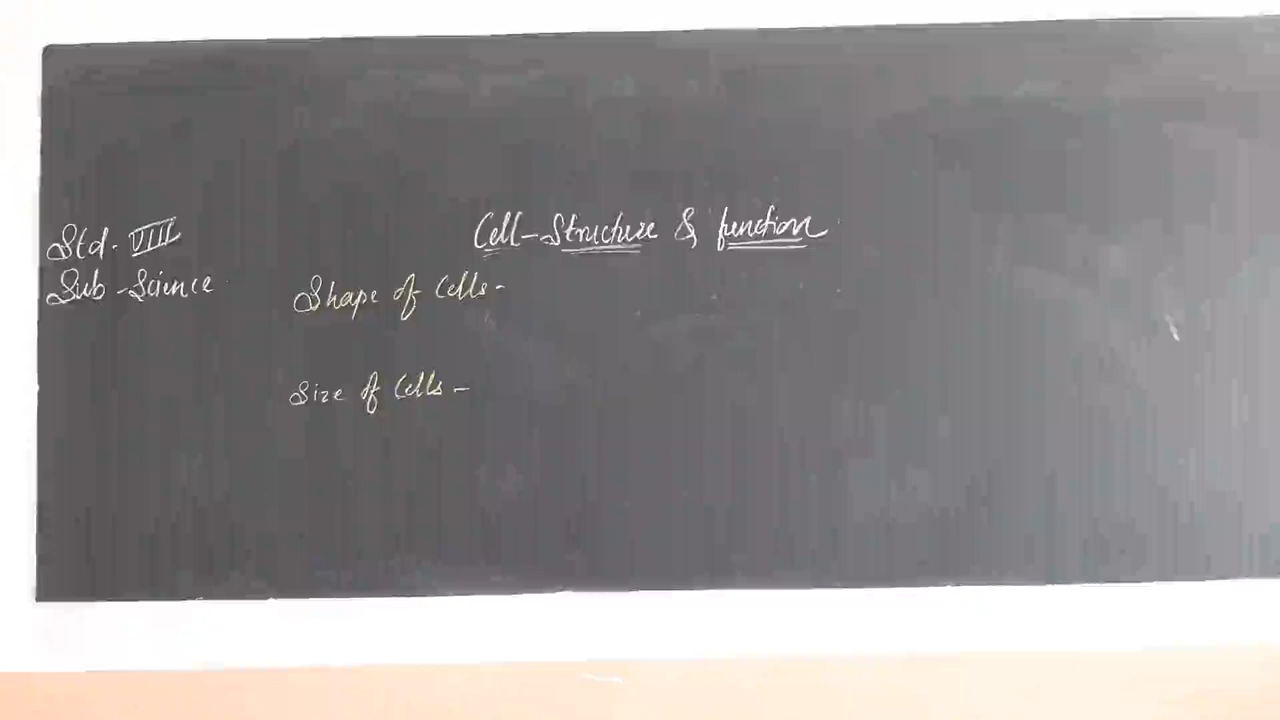 Cell-Structure & function
Std. VIII
Sub-Science
Shape of Cells-
Size of Cells-